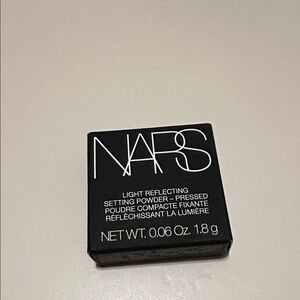 NARS
LIGHT REFLECTING
SETTING POWDER – PRESSED
POUDRE COMPACTE FIXANTE
RÉFLÉCHISSANT LA LUMIÈRE
NET WT. 0.06 Oz. 1.8 g